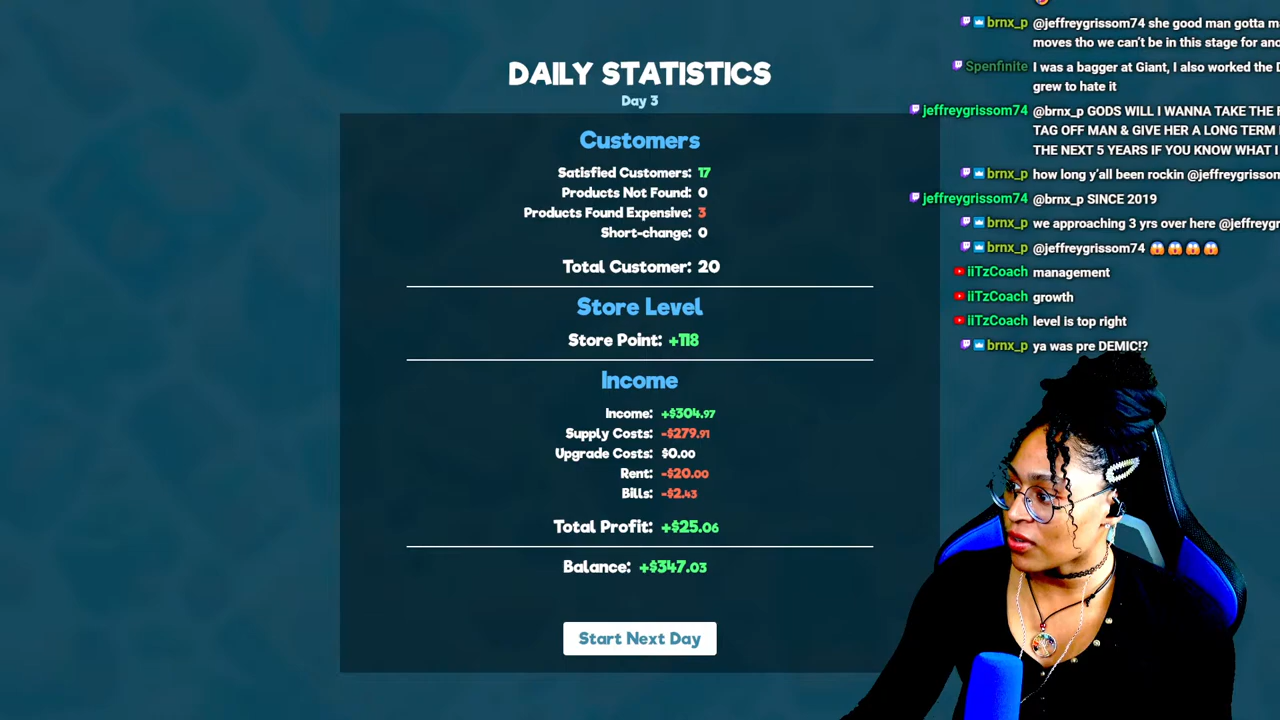 DAILY STATISTICS
Day 3
Customers
Satisfied Customers: 17
Products Not Found: 0
Products Found Expensive: 3
Short-change: 0
Total Customer: 20
Store Level
Store Point: +118
Income
Income: +$304.97
Supply Costs: -$279.91
Upgrade Costs: $0.00
Rent: -$20.00
Bills: -$2.43
Total Profit: +$25.06
Balance: +$347.03
Start Next Day
brnx_p @jeffreygrissom74 she good man gotta
moves tho we can't be in this stage for
Spenfinite I was a bagger at Giant, I also worked the
grew to hate it
jeffreygrissom74 @brnx_p GODS WILL I WANNA TAKE THE
TAG OFF MAN & GIVE HER A LONG TERM
THE NEXT 5 YEARS IF YOU KNOW WHAT I
brnx_p how long y'all been rockin @jeffreygrissom
jeffreygrissom74 @brnx_p SINCE 2019
brnx_p we approaching 3 yrs over here @jeffreyg
brnx_p @jeffreygrissom74 😱😱😱😱
iiTzCoach management
iiTzCoach growth
iiTzCoach level is top right
brnx_p ya was pre DEMIC!?